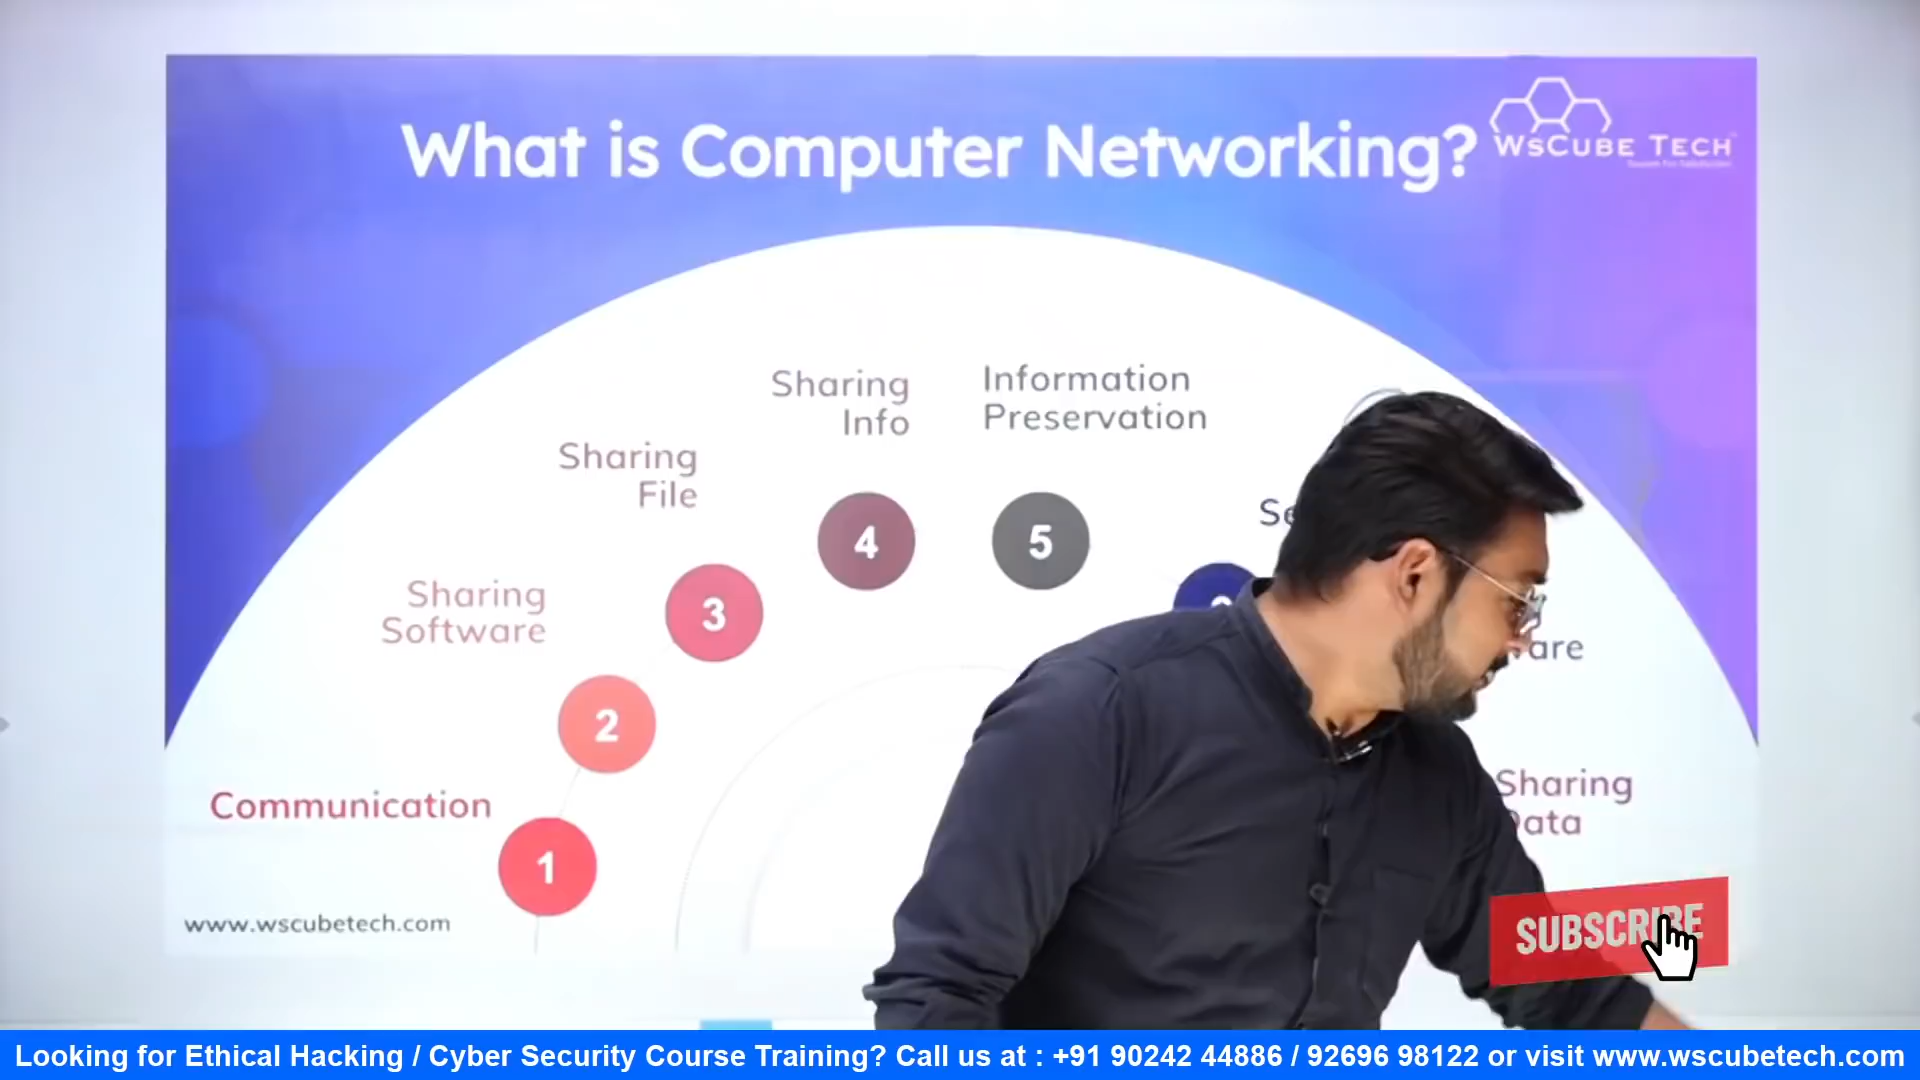 What is Computer Networking?
WSCUBE TECH
Sharing
Info
Information
Preservation
Sharing
File
4
5
Sharing
Software
3
2
Communication
Sharing
1
www.wscubetech.com
SUBSCRIBE
Looking for Ethical Hacking / Cyber Security Course Training? Call us at : +91 90242 44886 / 92696 98122 or visit www.wscubetech.com